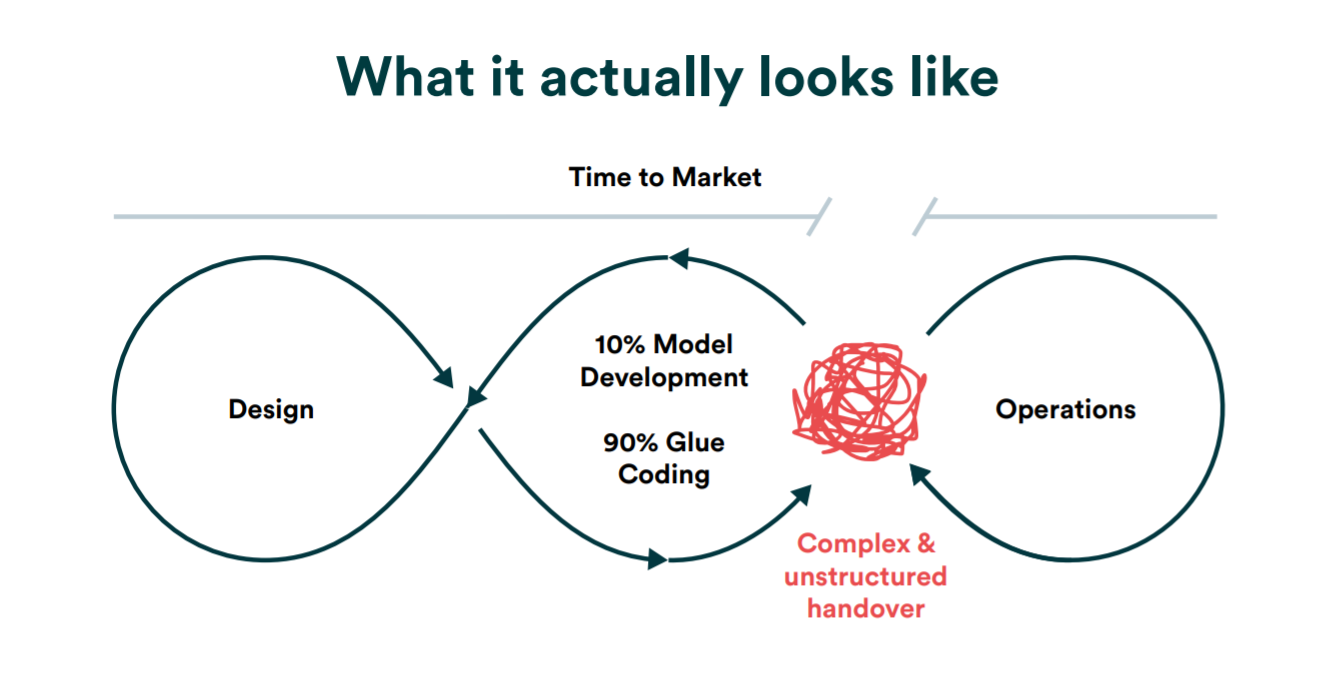 What it actually looks like
Time to Market
10% Model
Development
Design
Operations
90% Glue
Coding
Complex &
unstructured
handover